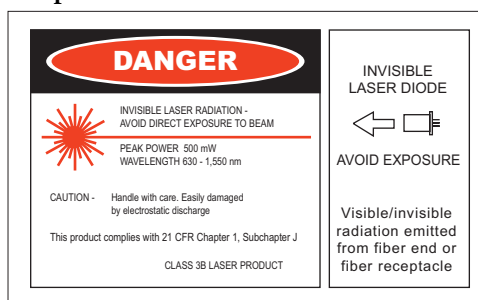 DANGER
INVISIBLE LASER RADIATION -
AVOID DIRECT EXPOSURE TO BEAM
PEAK POWER  500 mW
WAVELENGTH 630 - 1,550 nm
CAUTION -    Handle with care. Easily damaged
by electrostatic discharge
This product complies with 21 CFR Chapter 1, Subchapter J
CLASS 3B LASER PRODUCT
INVISIBLE
LASER DIODE
AVOID EXPOSURE
Visible/invisible
radiation emitted
from fiber end or
fiber receptacle